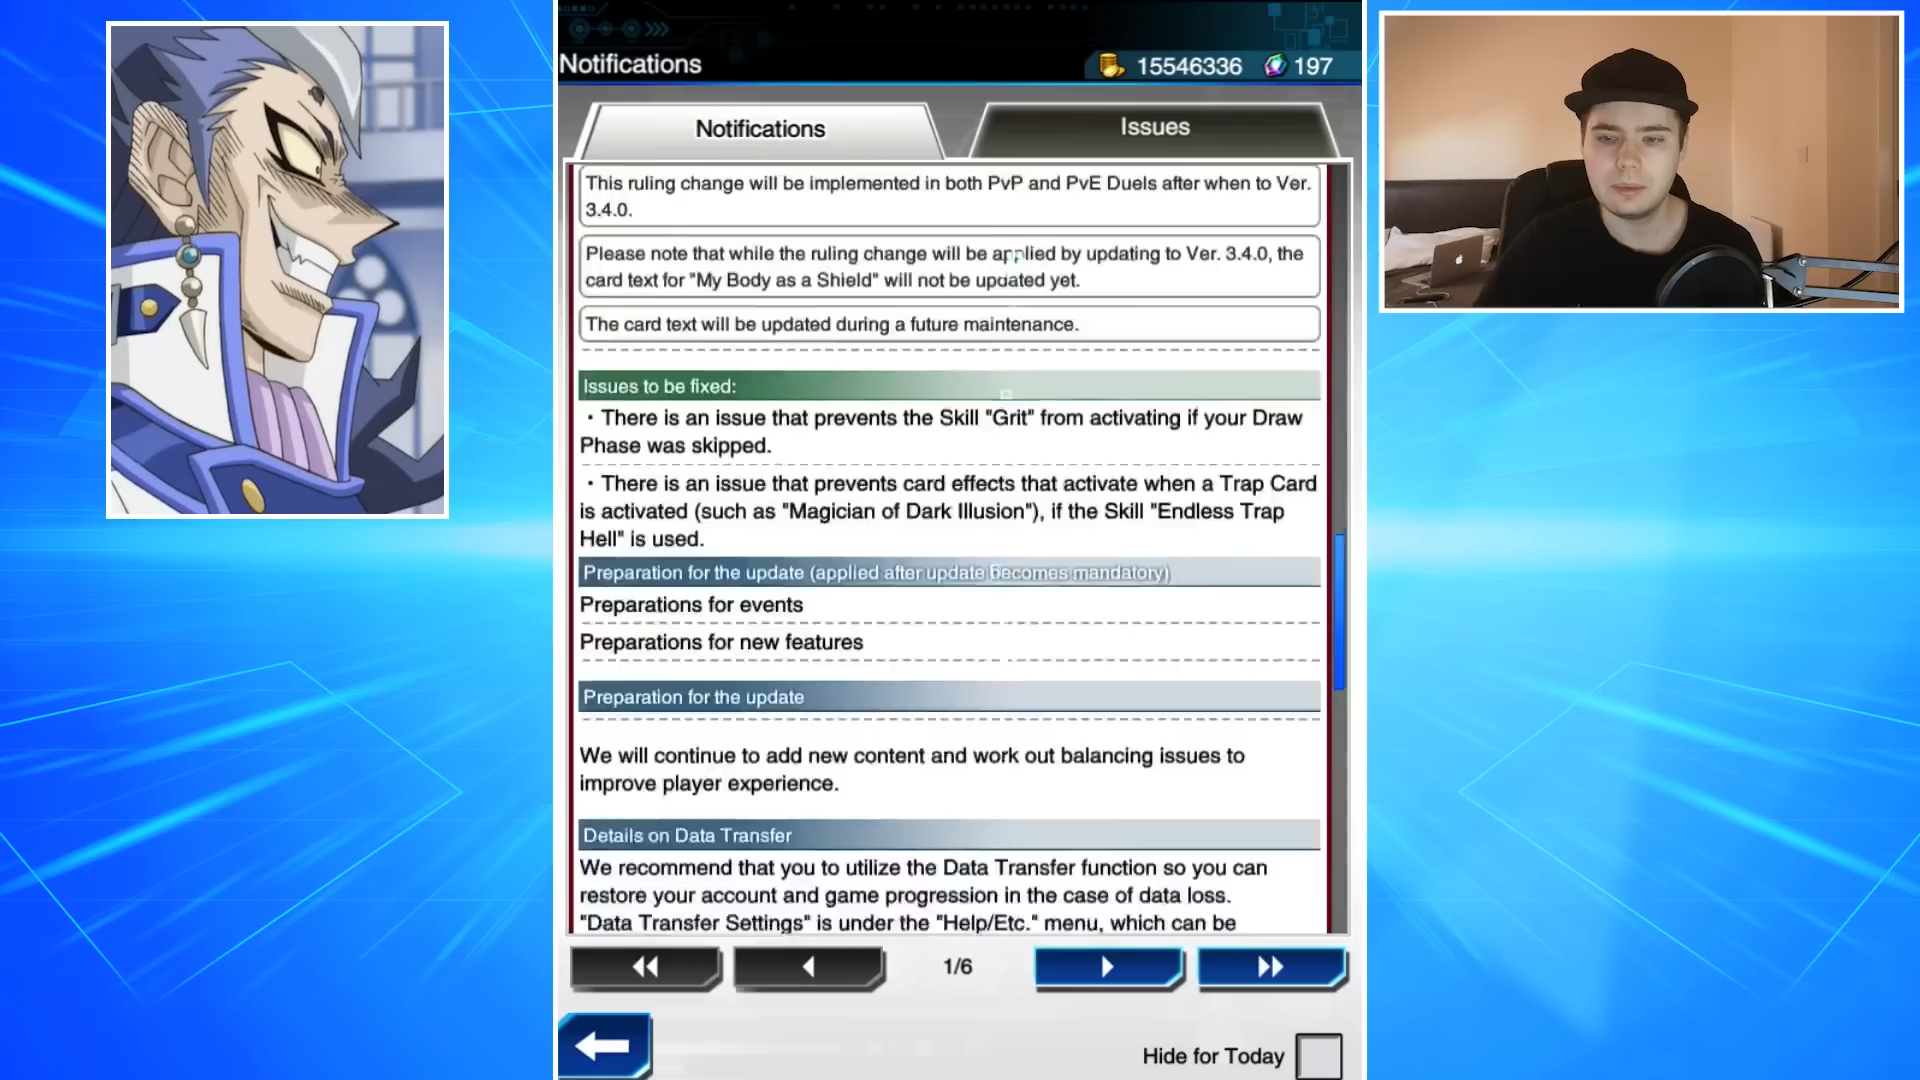 Notifications
15546336
197
Notifications
Issues
This ruling change will be implemented in both PvP and PvE Duels after when to Ver.
3.4.0.
Please note that while the ruling change will be applied by updating to Ver. 3.4.0, the
card text for "My Body as a Shield" will not be updated yet.
The card text will be updated during a future maintenance.
Issues to be fixed:
・There is an issue that prevents the Skill "Grit" from activating if your Draw
Phase was skipped.
・There is an issue that prevents card effects that activate when a Trap Card
is activated (such as "Magician of Dark Illusion"), if the Skill "Endless Trap
Hell" is used.
Preparation for the update (applied after update becomes mandatory)
Preparations for events
Preparations for new features
Preparation for the update
We will continue to add new content and work out balancing issues to
improve player experience.
Details on Data Transfer
We recommend that you to utilize the Data Transfer function so you can
restore your account and game progression in the case of data loss.
"Data Transfer Settings" is under the "Help/Etc." menu, which can be
1/6
Hide for Today